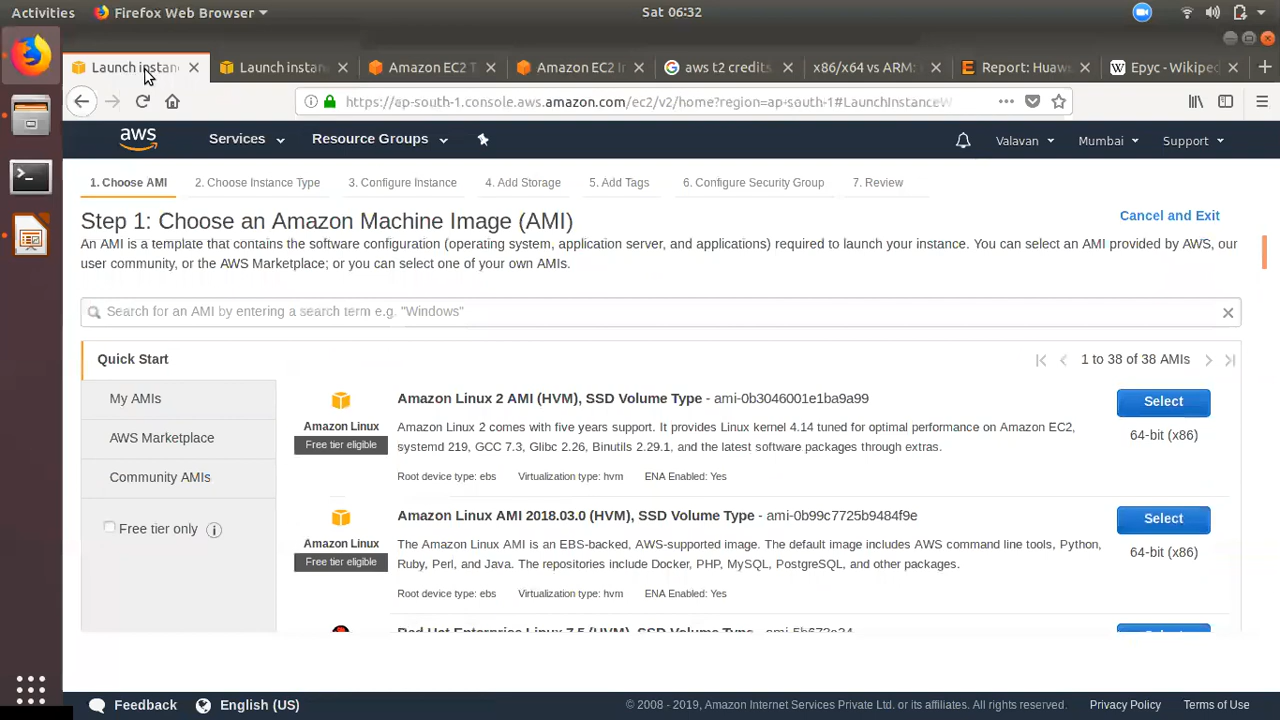 Activities Firefox Web Browser Sat 06:32
Launch instan Launch instan Amazon EC2 T Amazon EC2 In aws t2 credits x86/x64 vs ARM: Report: Huaw Epyc - Wikiped
https://ap-south-1.console.aws.amazon.com/ec2/v2/home?region=ap-south-1#LaunchInstanceW
aws Services Resource Groups Valavan Mumbai Support
1. Choose AMI 2. Choose Instance Type 3. Configure Instance 4. Add Storage 5. Add Tags 6. Configure Security Group 7. Review
Step 1: Choose an Amazon Machine Image (AMI) Cancel and Exit
An AMI is a template that contains the software configuration (operating system, application server, and applications) required to launch your instance. You can select an AMI provided by AWS, our
user community, or the AWS Marketplace; or you can select one of your own AMIs.
Search for an AMI by entering a search term e.g. "Windows"
Quick Start 1 to 38 of 38 AMIs
My AMIs
AWS Marketplace
Community AMIs
Free tier only
Amazon Linux 2 AMI (HVM), SSD Volume Type - ami-0b3046001e1ba9a99 Select
Amazon Linux
Free tier eligible
Amazon Linux 2 comes with five years support. It provides Linux kernel 4.14 tuned for optimal performance on Amazon EC2,
systemd 219, GCC 7.3, Glibc 2.26, Binutils 2.29.1, and the latest software packages through extras.
64-bit (x86)
Root device type: ebs Virtualization type: hvm ENA Enabled: Yes
Amazon Linux AMI 2018.03.0 (HVM), SSD Volume Type - ami-0b99c7725b9484f9e Select
Amazon Linux
Free tier eligible
The Amazon Linux AMI is an EBS-backed, AWS-supported image. The default image includes AWS command line tools, Python,
Ruby, Perl, and Java. The repositories include Docker, PHP, MySQL, PostgreSQL, and other packages.
64-bit (x86)
Root device type: ebs Virtualization type: hvm ENA Enabled: Yes
Red Hat Enterprise Linux 7.5 (HVM), SSD Volume Type
Feedback English (US) © 2008 - 2019, Amazon Internet Services Private Ltd. or its affiliates. All rights reserved. Privacy Policy Terms of Use